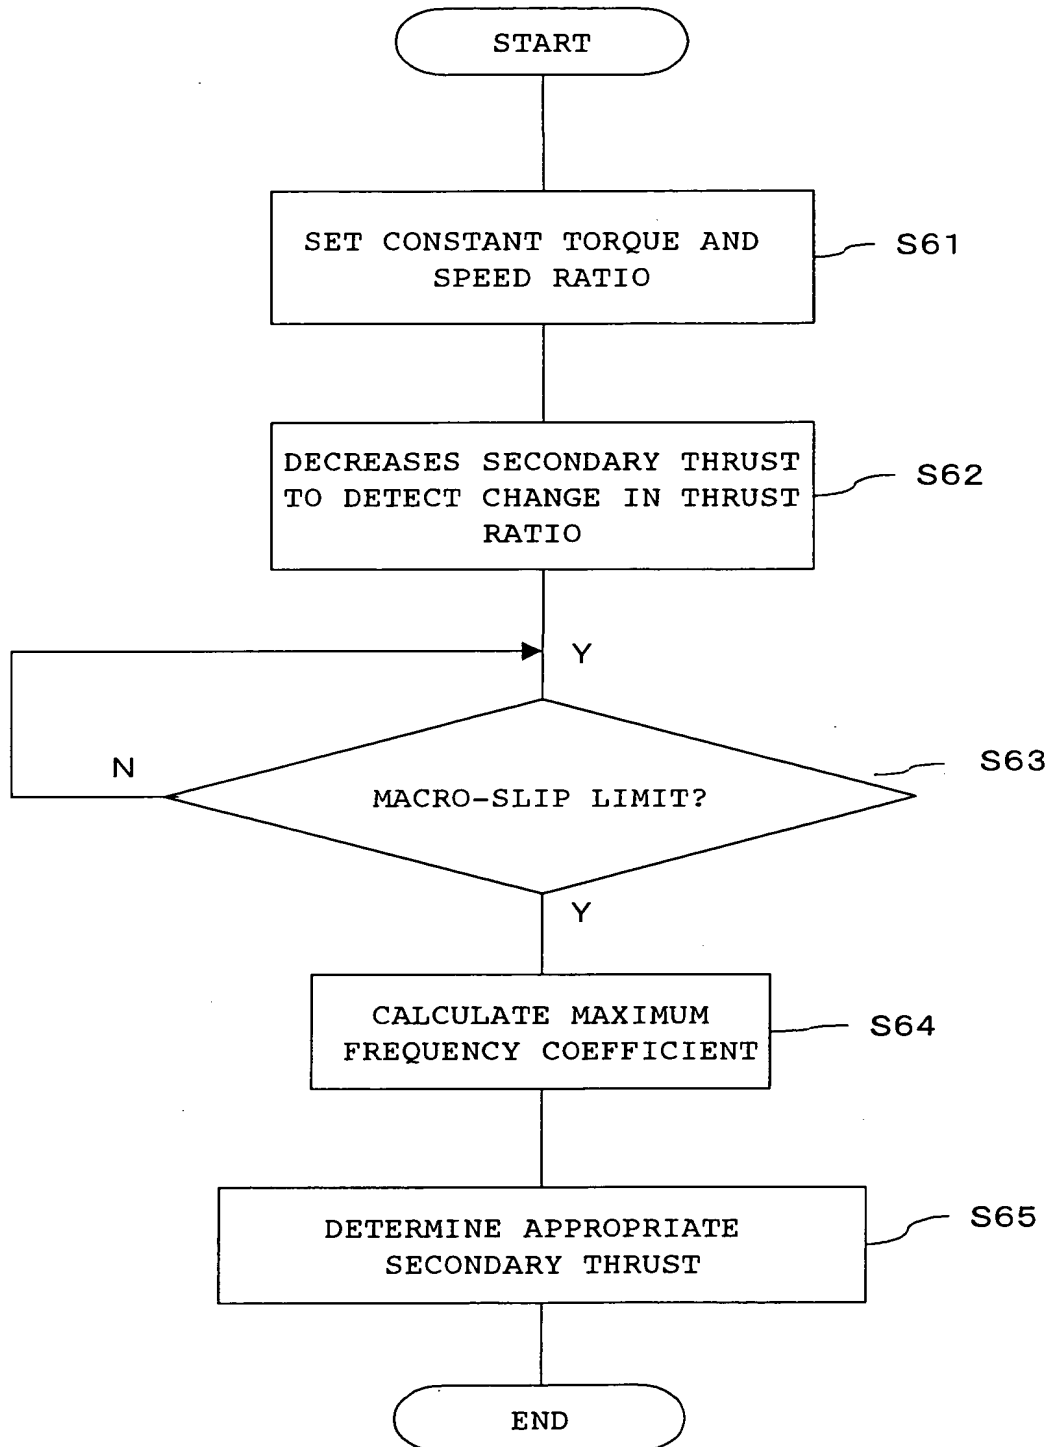 START
SET CONSTANT TORQUE AND
SPEED RATIO
S61
DECREASES SECONDARY THRUST
TO DETECT CHANGE IN THRUST
RATIO
S62
Y
N
MACRO-SLIP LIMIT?
S63
Y
CALCULATE MAXIMUM
FREQUENCY COEFFICIENT
S64
DETERMINE APPROPRIATE
SECONDARY THRUST
S65
END